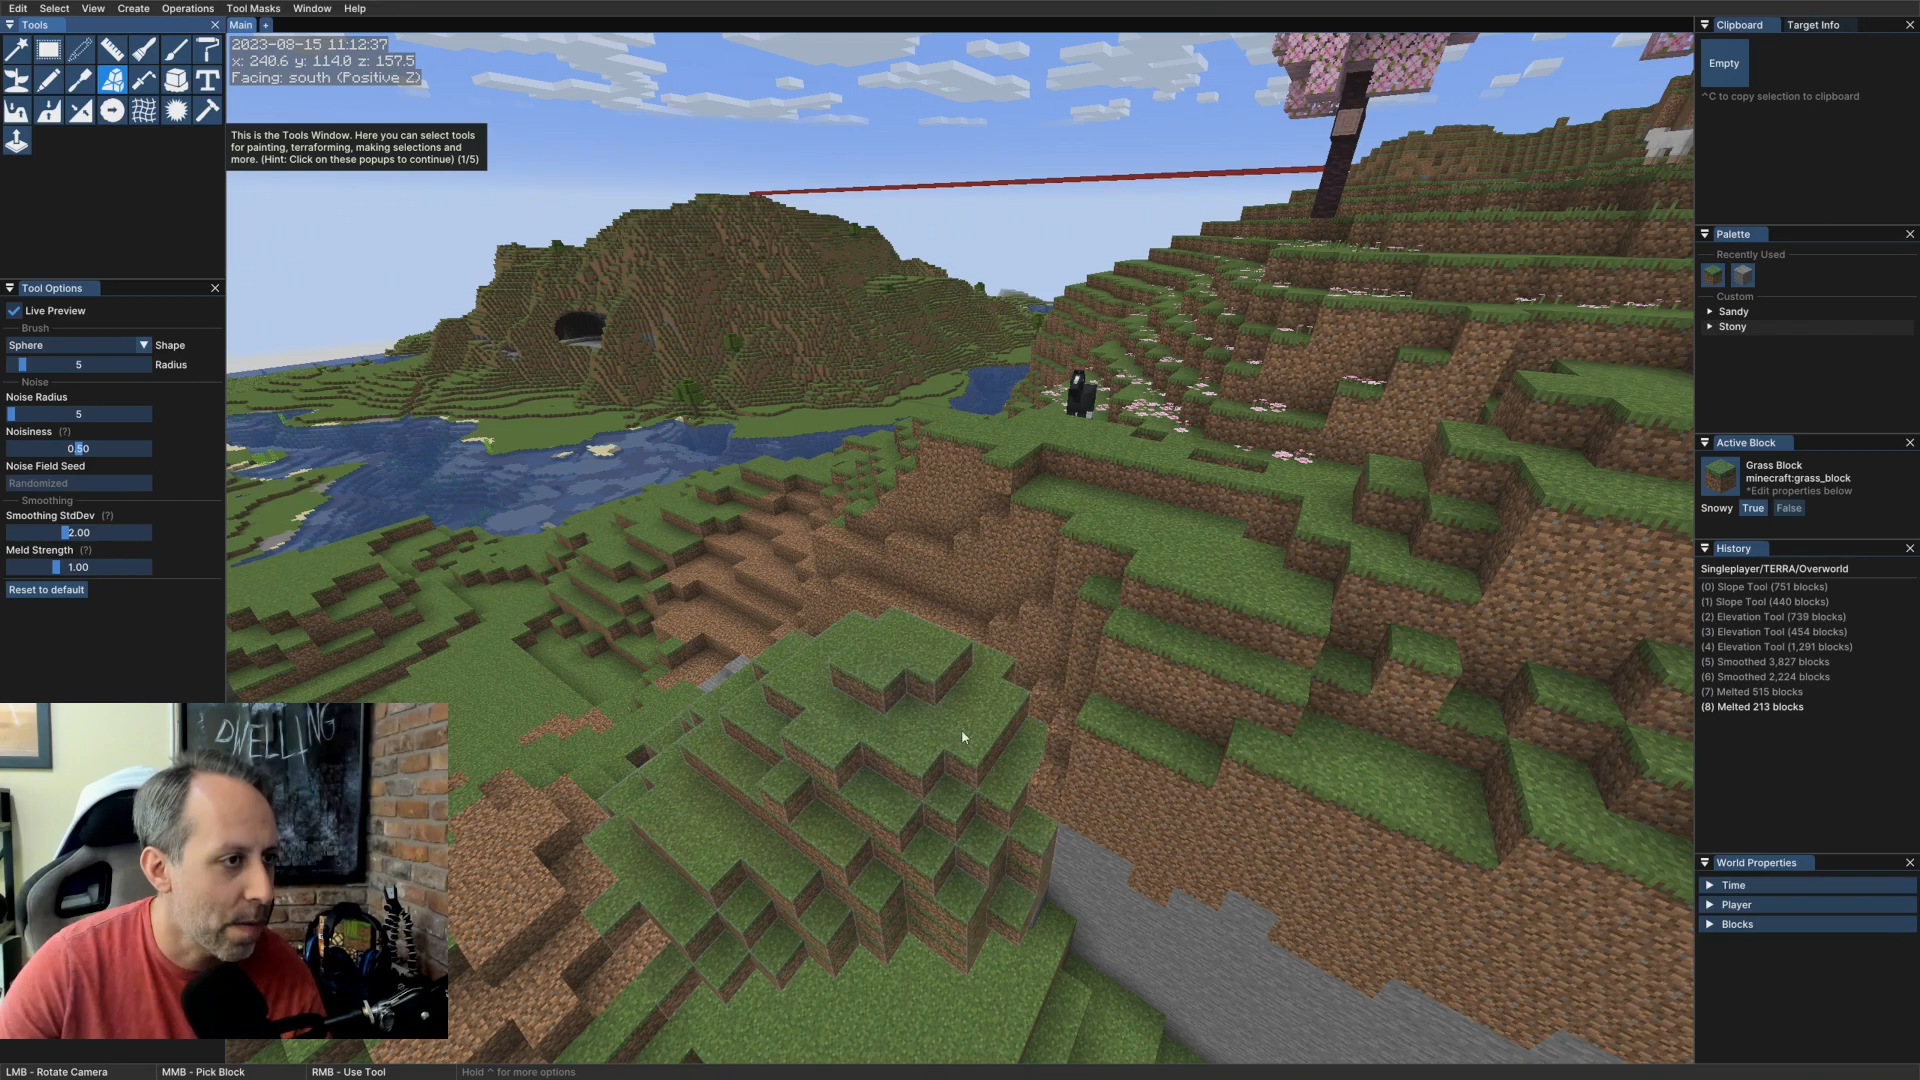 Edit Select View Create Operations Tool Masks Window Help
Tools
Main +
Clipboard Target Info
2023-08-15 11:12:37
x: 240.6 y: 114.0 z: 157.5
Facing: south (Positive Z)
This is the Tools Window. Here you can select tools
for painting, terraforming, making selections and
more. (Hint: Click on these popups to continue) (1/5)
Empty
^C to copy selection to clipboard
Tool Options
Live Preview
Brush
Sphere Shape
5 Radius
Noise
Noise Radius
5
Noisiness (?)
0.50
Noise Field Seed
Randomized
Smoothing
Smoothing StdDev (?)
2.00
Meld Strength (?)
1.00
Reset to default
Palette
Recently Used
Custom
Sandy
Stony
Active Block
Grass Block
minecraft:grass_block
*Edit properties below
Snowy True False
History
Singleplayer/TERRA/Overworld
(0) Slope Tool (751 blocks)
(1) Slope Tool (440 blocks)
(2) Elevation Tool (739 blocks)
(3) Elevation Tool (454 blocks)
(4) Elevation Tool (1,291 blocks)
(5) Smoothed 3,827 blocks
(6) Smoothed 2,224 blocks
(7) Melted 515 blocks
(8) Melted 213 blocks
World Properties
Time
Player
Blocks
DWELLING
LMB - Rotate Camera MMB - Pick Block RMB - Use Tool Hold ^ for more options